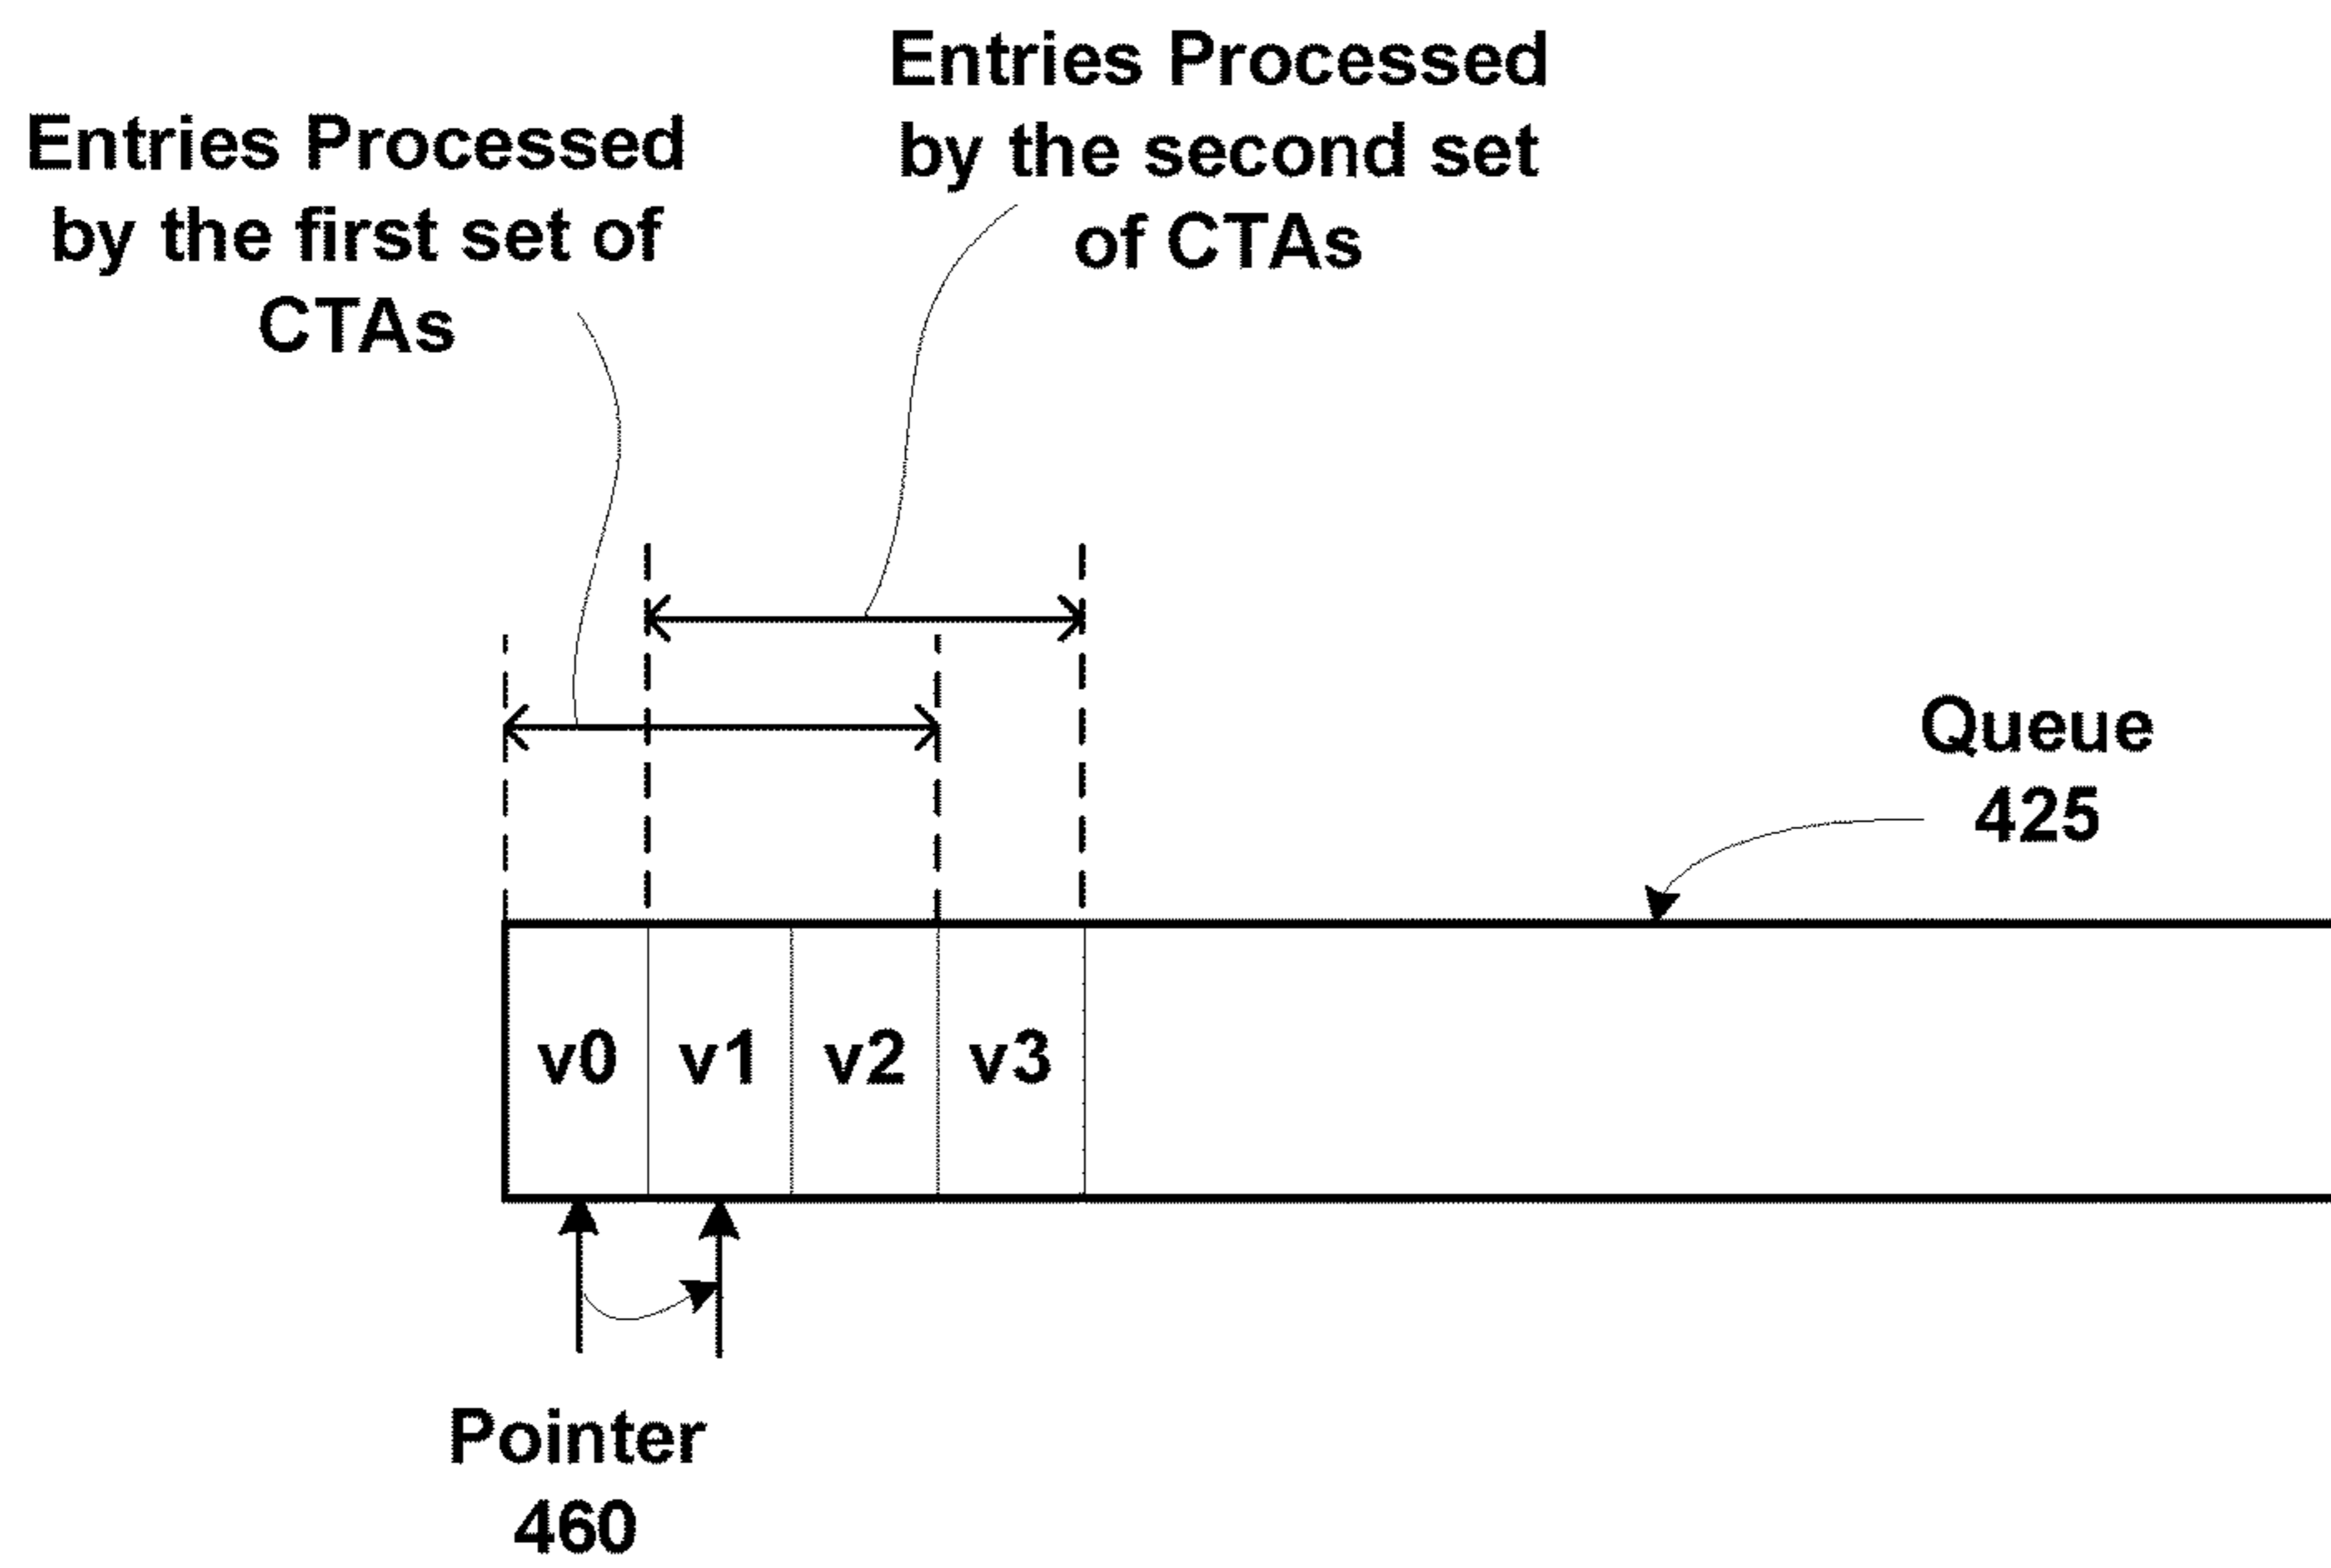 Entries Processed
by the first set of
CTAs
Entries Processed
by the second set
of CTAs
Queue
425
v0 v1 v2 v3
Pointer
460